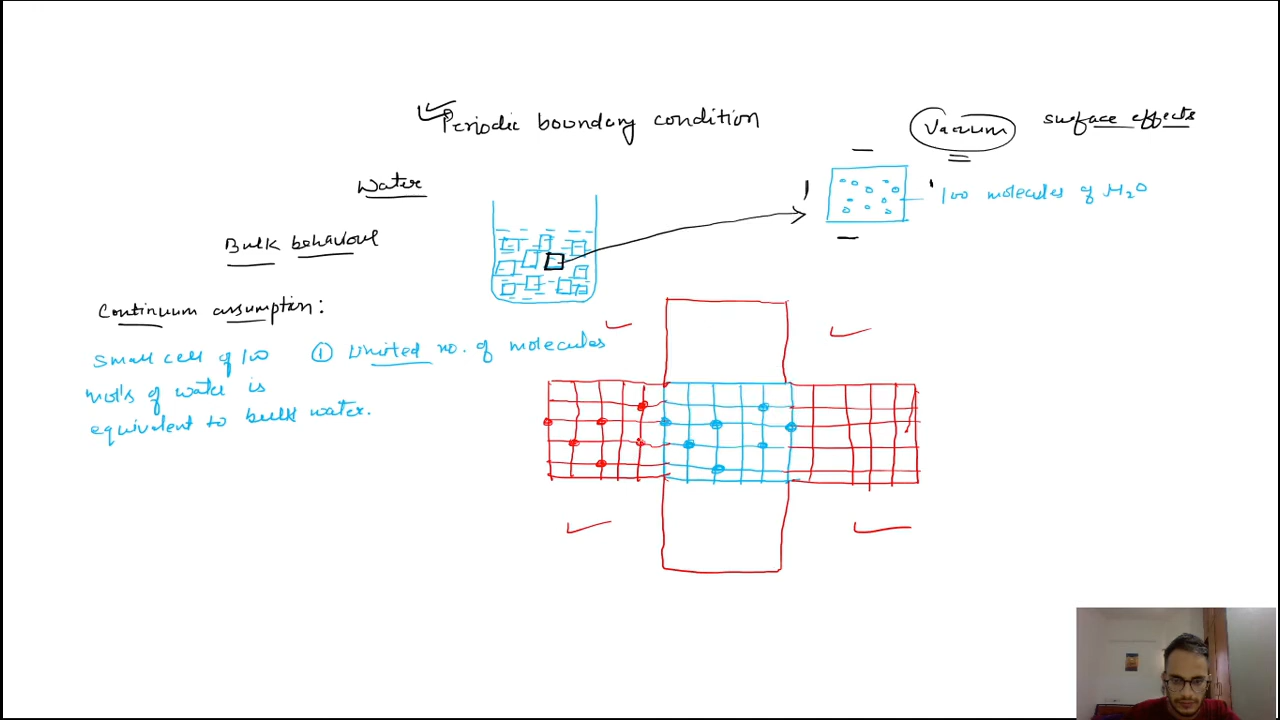 Periodic boundary condition
Vacuum
surface effects
Water
100 molecules of H2O
Bulk behaviour
Continuum assumption:
Small cell of 100
mol's of water is
equivalent to bulk water.
① Limited no. of molecules